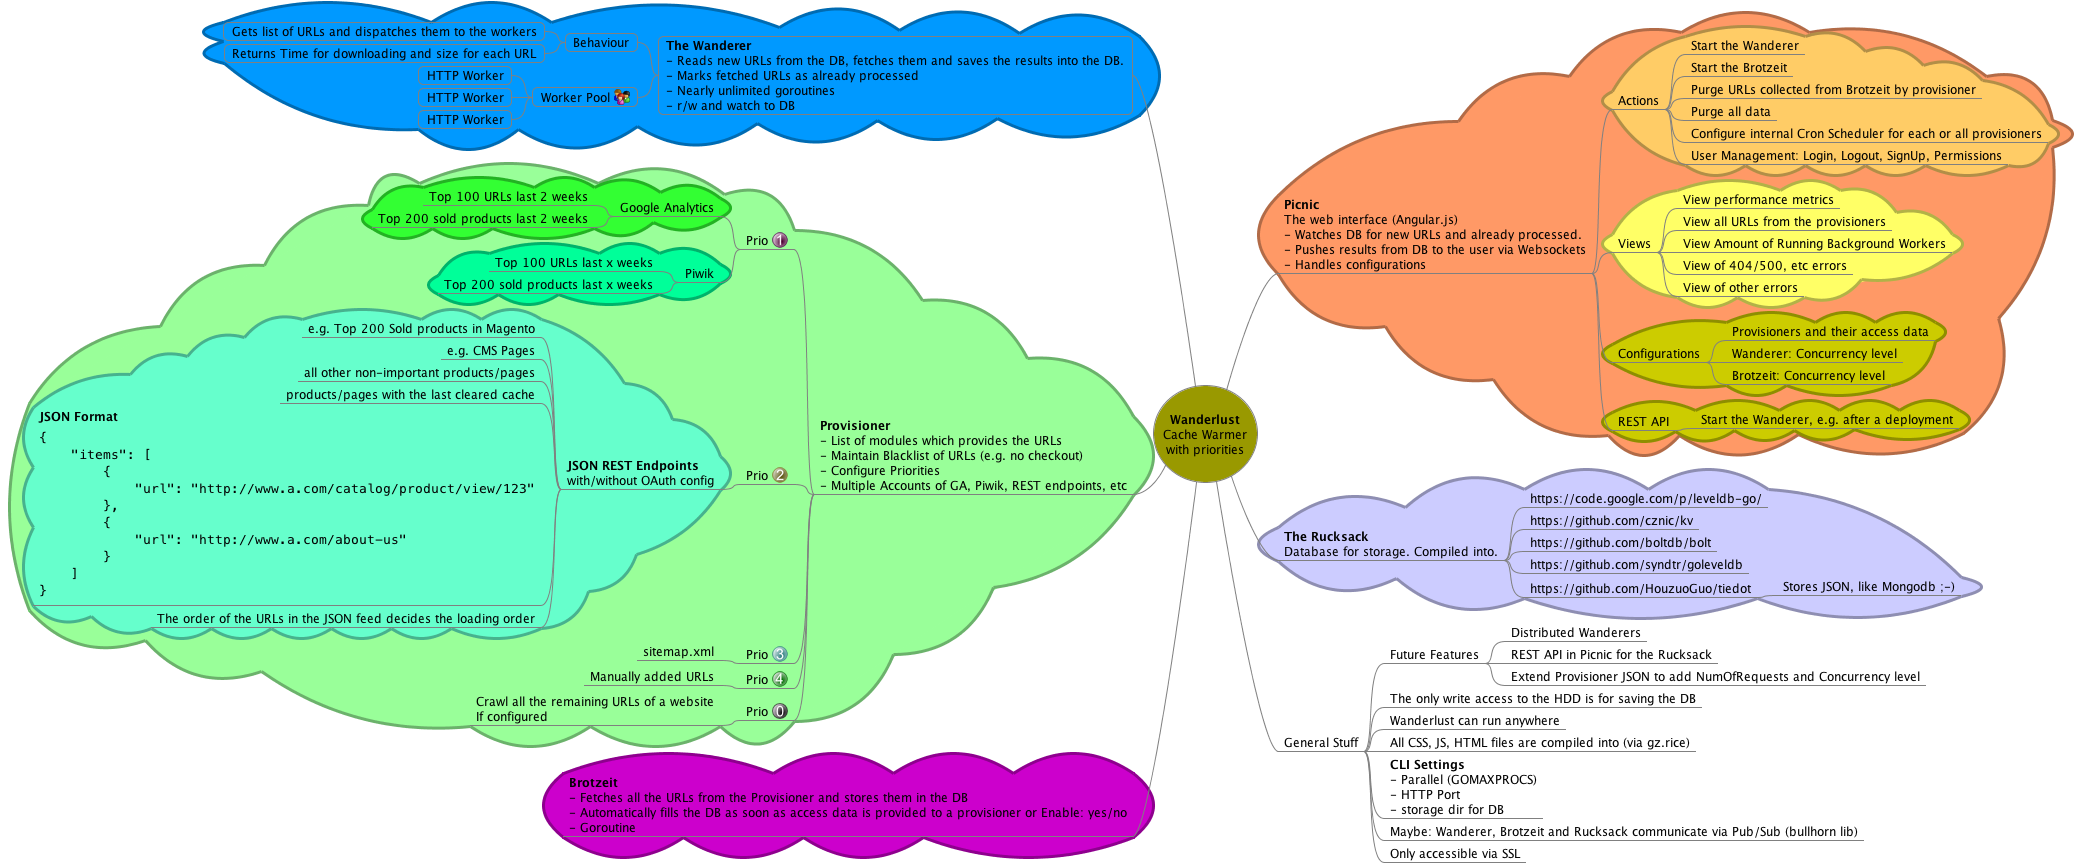 Gets list of URLs and dispatches them to the workers
Returns Time for downloading and size for each URL
Behaviour
HTTP Worker
HTTP Worker
HTTP Worker
Worker Pool
The Wanderer
- Reads new URLs from the DB, fetches them and saves the results into the DB.
- Marks fetched URLs as already processed
- Nearly unlimited goroutines
- r/w and watch to DB
Top 100 URLs last 2 weeks
Top 200 sold products last 2 weeks
Google Analytics
Top 100 URLs last x weeks
Top 200 sold products last x weeks
Piwik
Prio 1
e.g. Top 200 Sold products in Magento
e.g. CMS Pages
all other non-important products/pages
products/pages with the last cleared cache
JSON Format
{
"items": [
{
"url": "http://www.a.com/catalog/product/view/123"
},
{
"url": "http://www.a.com/about-us"
}
]
}
The order of the URLs in the JSON feed decides the loading order
JSON REST Endpoints
with/without OAuth config
Prio 2
sitemap.xml
Prio 3
Manually added URLs
Prio 4
Crawl all the remaining URLs of a website
If configured
Prio 0
Provisioner
- List of modules which provides the URLs
- Maintain Blacklist of URLs (e.g. no checkout)
- Configure Priorities
- Multiple Accounts of GA, Piwik, REST endpoints, etc
Brotzeit
- Fetches all the URLs from the Provisioner and stores them in the DB
- Automatically fills the DB as soon as access data is provided to a provisioner or Enable: yes/no
- Goroutine
Wanderlust
Cache Warmer
with priorities
Picnic
The web interface (Angular.js)
- Watches DB for new URLs and already processed.
- Pushes results from DB to the user via Websockets
- Handles configurations
Actions
Start the Wanderer
Start the Brotzeit
Purge URLs collected from Brotzeit by provisioner
Purge all data
Configure internal Cron Scheduler for each or all provisioners
User Management: Login, Logout, SignUp, Permissions
Views
View performance metrics
View all URLs from the provisioners
View Amount of Running Background Workers
View of 404/500, etc errors
View of other errors
Configurations
Provisioners and their access data
Wanderer: Concurrency level
Brotzeit: Concurrency level
REST API
Start the Wanderer, e.g. after a deployment
The Rucksack
Database for storage. Compiled into.
https://code.google.com/p/leveldb-go/
https://github.com/cznic/kv
https://github.com/boltdb/bolt
https://github.com/syndtr/goleveldb
https://github.com/HouzuoGuo/tiedot
Stores JSON, like Mongodb ;-)
General Stuff
Future Features
Distributed Wanderers
REST API in Picnic for the Rucksack
Extend Provisioner JSON to add NumOfRequests and Concurrency level
The only write access to the HDD is for saving the DB
Wanderlust can run anywhere
All CSS, JS, HTML files are compiled into (via gz.rice)
CLI Settings
- Parallel (GOMAXPROCS)
- HTTP Port
- storage dir for DB
Maybe: Wanderer, Brotzeit and Rucksack communicate via Pub/Sub (bullhorn lib)
Only accessible via SSL